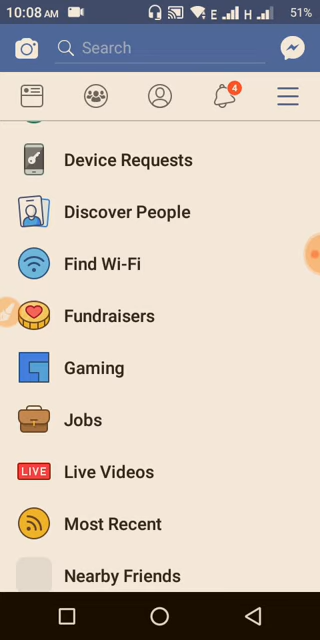 10:08 AM E H 51%
Search
4
Device Requests
Discover People
Find Wi-Fi
Fundraisers
Gaming
Jobs
LIVE Live Videos
Most Recent
Nearby Friends